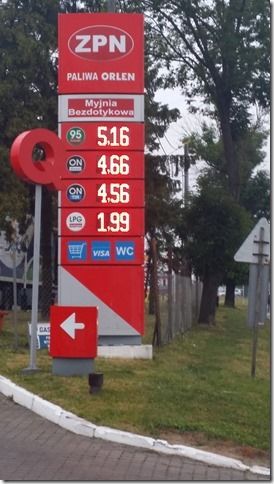 ZPN
PALIWA ORLEN
Myjnia
Bezdotykowa
95 5,16
ON 4,66
ON 4,56
LPG 1,99
VISA WC
GAS